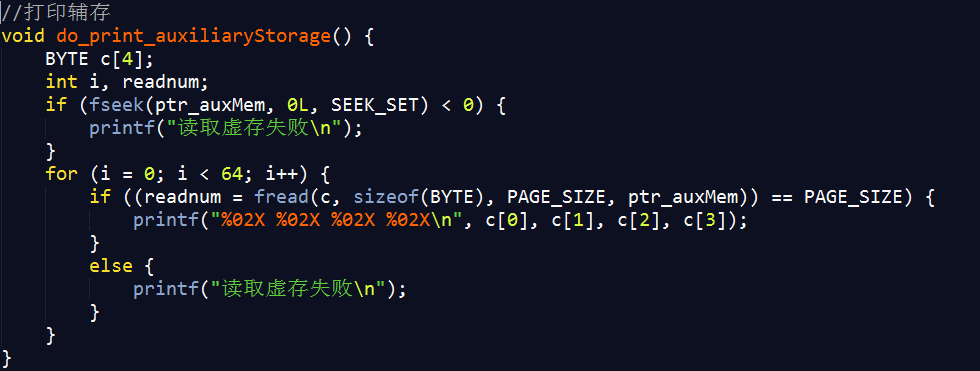 //打印辅存
void do_print_auxiliaryStorage() {
    BYTE c[4];
    int i, readnum;
    if (fseek(ptr_auxMem, 0L, SEEK_SET) < 0) {
        printf("读取虚存失败\n");
    }
    for (i = 0; i < 64; i++) {
        if ((readnum = fread(c, sizeof(BYTE), PAGE_SIZE, ptr_auxMem)) == PAGE_SIZE) {
            printf("%02X %02X %02X %02X\n", c[0], c[1], c[2], c[3]);
        }
        else {
            printf("读取虚存失败\n");
        }
    }
}